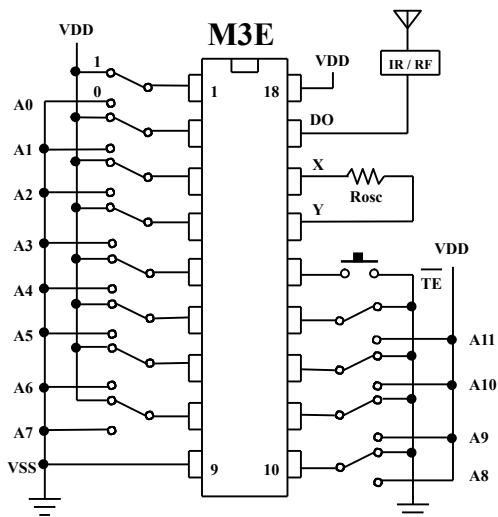 M3E
VDD
1
0
A0
A1
A2
A3
A4
A5
A6
A7
VSS
1
9
18
10
VDD
IR / RF
DO
X
Rosc
Y
TE
VDD
A11
A10
A9
A8